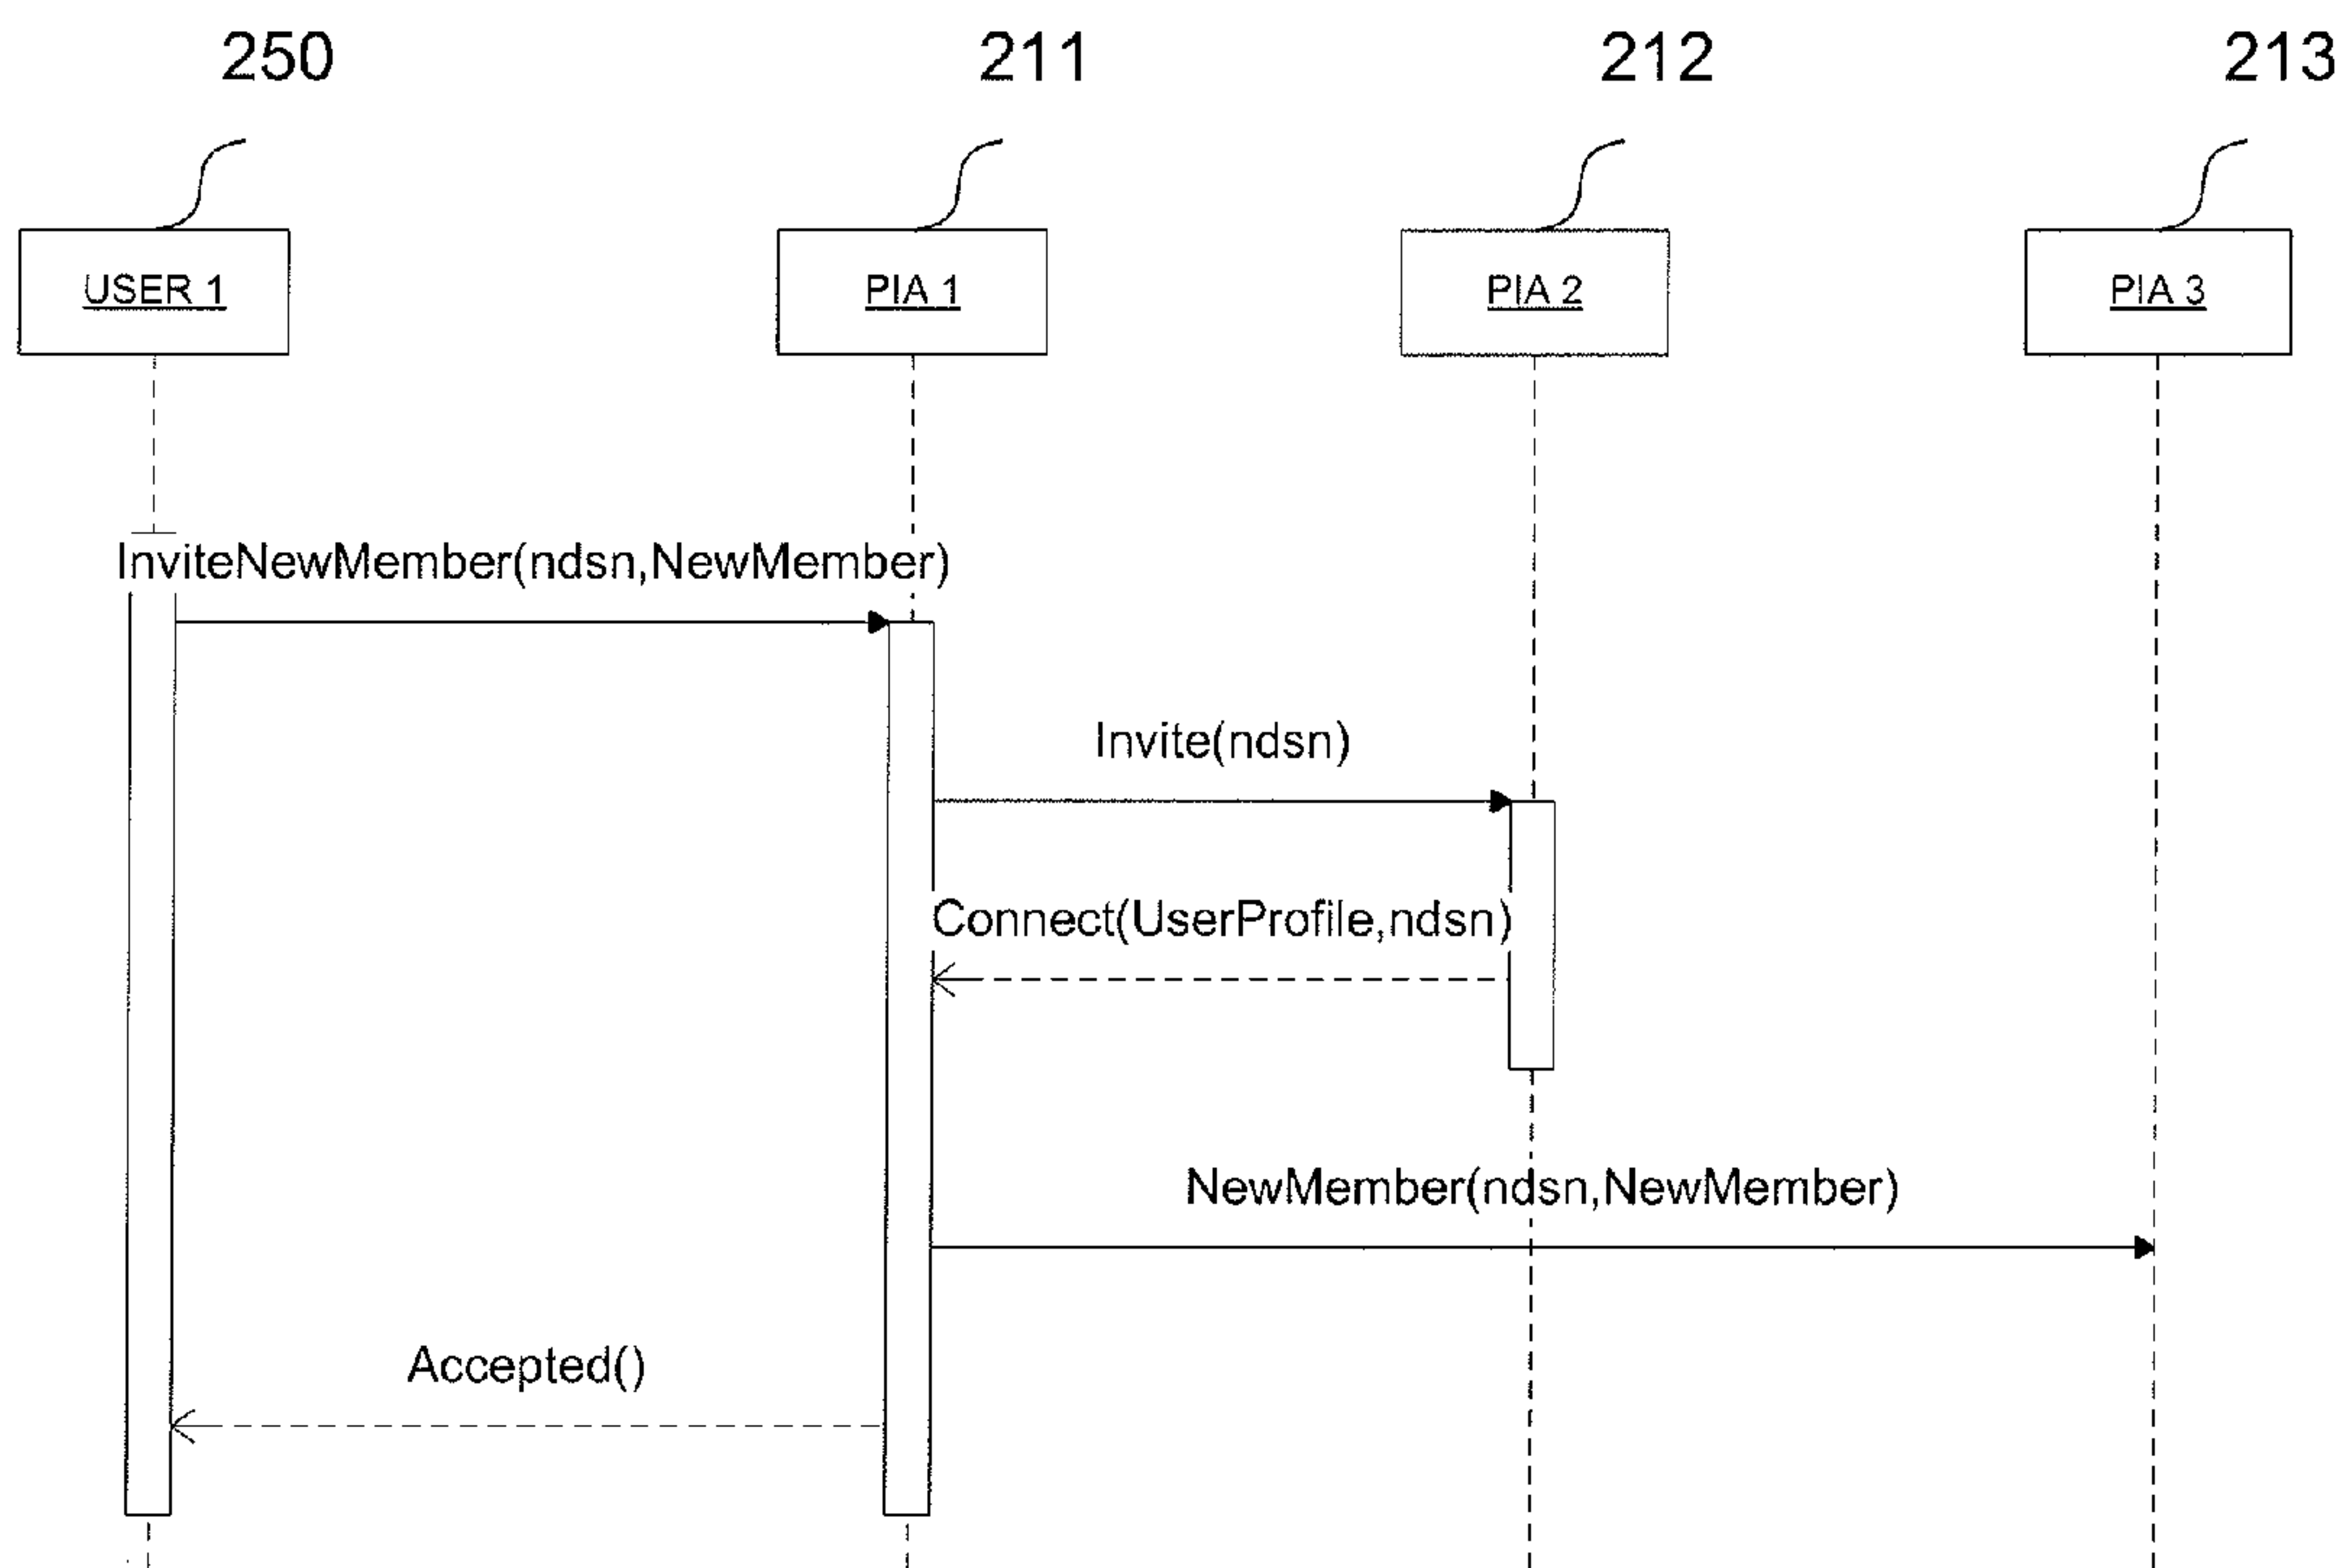 250 211 212 213
USER 1 PIA 1 PIA 2 PIA 3
InviteNewMember(ndsn,NewMember)
Invite(ndsn)
Connect(UserProfile,ndsn)
NewMember(ndsn,NewMember)
Accepted()